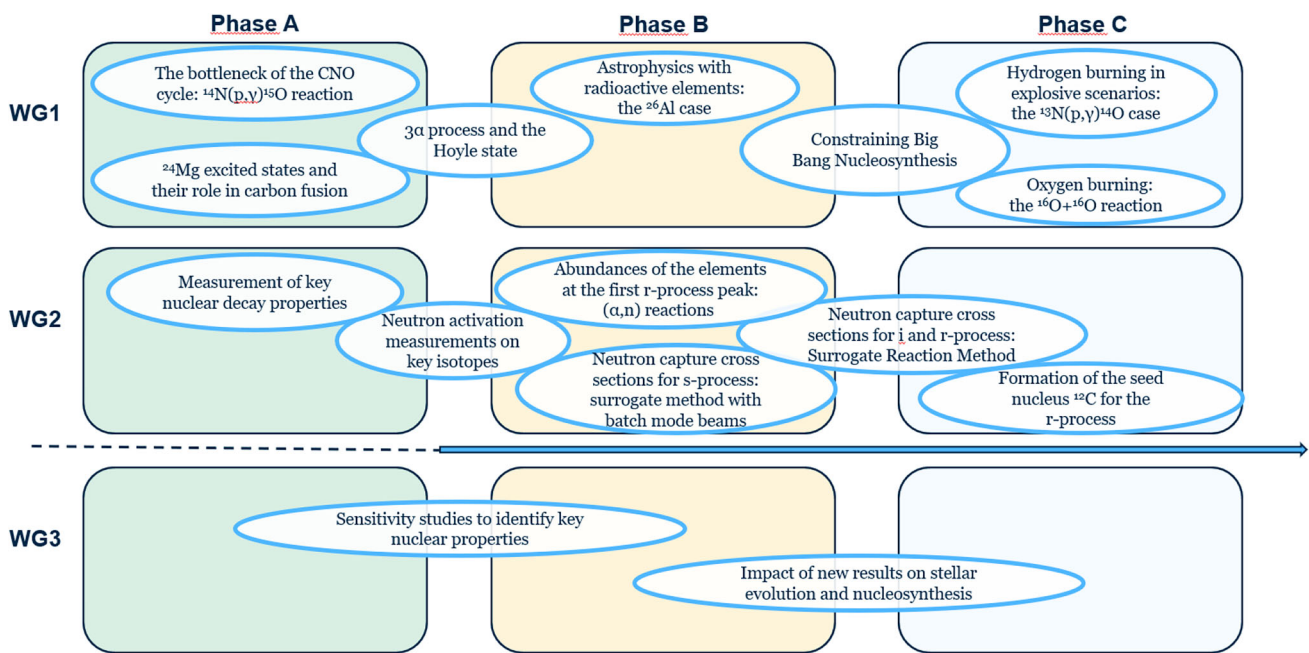 Phase A
Phase B
Phase C
WG1
The bottleneck of the CNO
cycle: ¹⁴N(p,γ)¹⁵O reaction
²⁴Mg excited states and
their role in carbon fusion
3α process and the
Hoyle state
Astrophysics with
radioactive elements:
the ²⁶Al case
Constraining Big
Bang Nucleosynthesis
Hydrogen burning in
explosive scenarios:
the ¹³N(p,γ)¹⁴O case
Oxygen burning:
the ¹⁶O+¹⁶O reaction
WG2
Measurement of key
nuclear decay properties
Neutron activation
measurements on
key isotopes
Abundances of the elements
at the first r-process peak:
(α,n) reactions
Neutron capture cross
sections for s-process:
surrogate method with
batch mode beams
Neutron capture cross
sections for i and r-process:
Surrogate Reaction Method
Formation of the seed
nucleus ¹²C for the
r-process
WG3
Sensitivity studies to identify key
nuclear properties
Impact of new results on stellar
evolution and nucleosynthesis